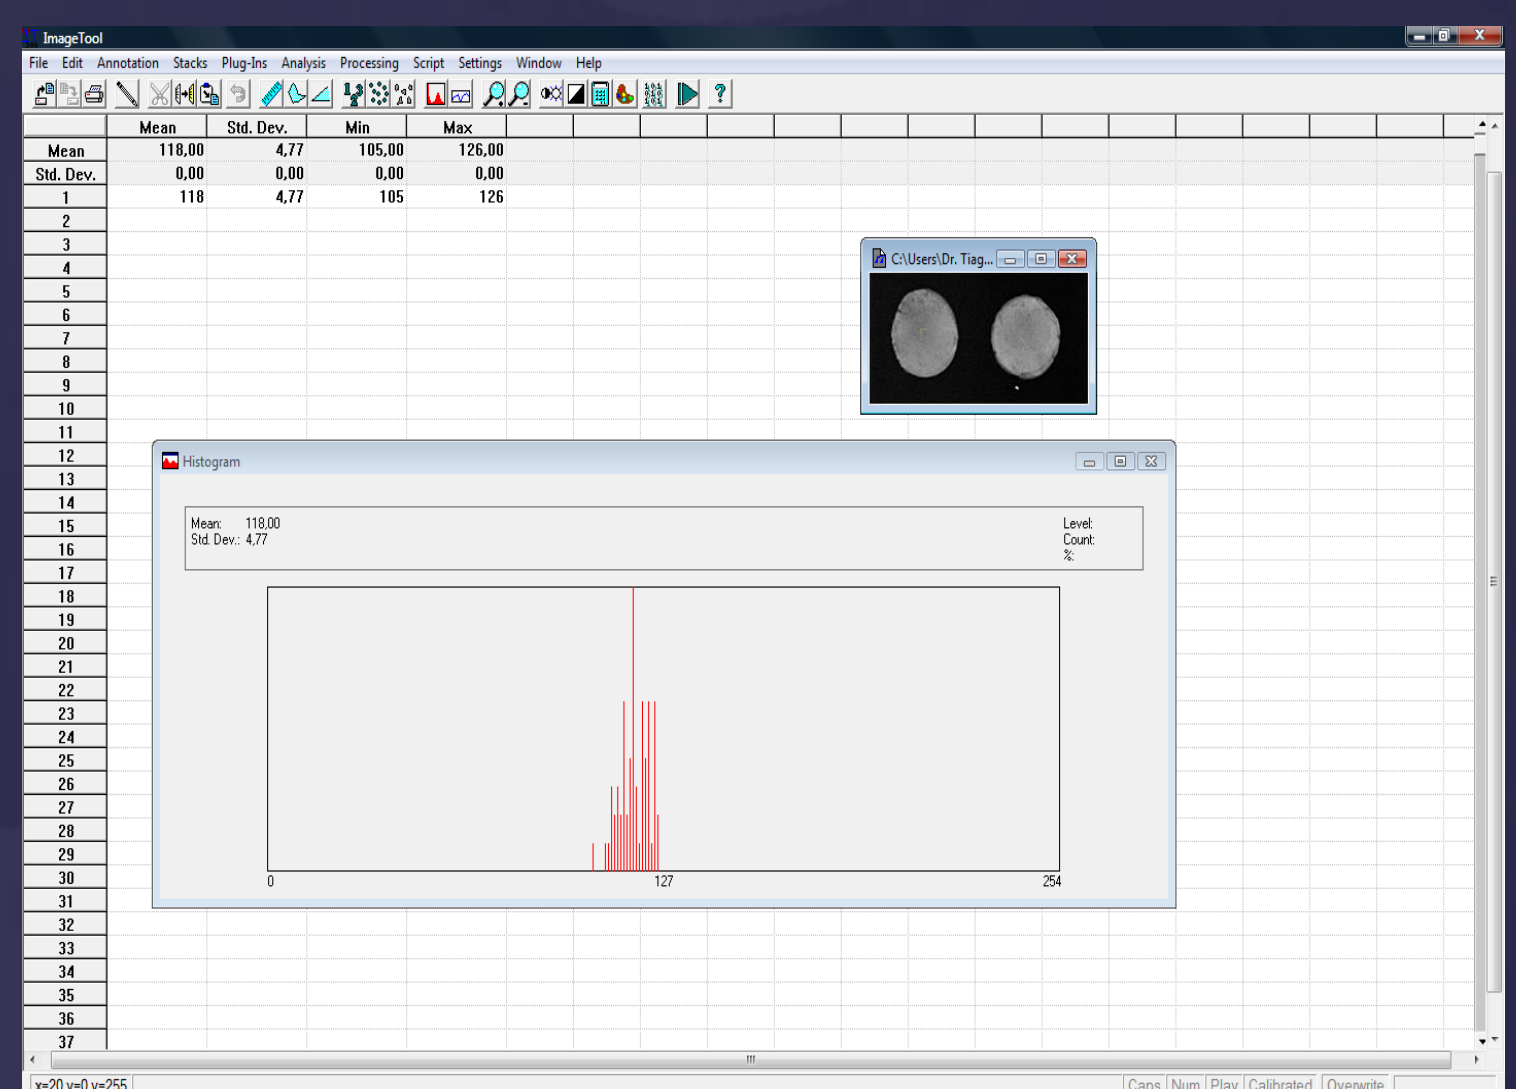 ImageTool
File Edit Annotation Stacks Plug-Ins Analysis Processing Script Settings Window Help
Mean Std. Dev. Min Max
Mean 118,00 4,77 105,00 126,00
Std. Dev. 0,00 0,00 0,00 0,00
1 118 4,77 105 126
2
3
4
5
6
7
8
9
10
11
12
13
14
15
16
17
18
19
20
21
22
23
24
25
26
27
28
29
30
31
32
33
34
35
36
37
C:\Users\Dr. Tiag...
Histogram
Mean: 118,00
Std. Dev.: 4,77
Level:
Count:
%:
0 127 254
x=20 y=0 v=255
Caps Num Play Calibrated Overwrite